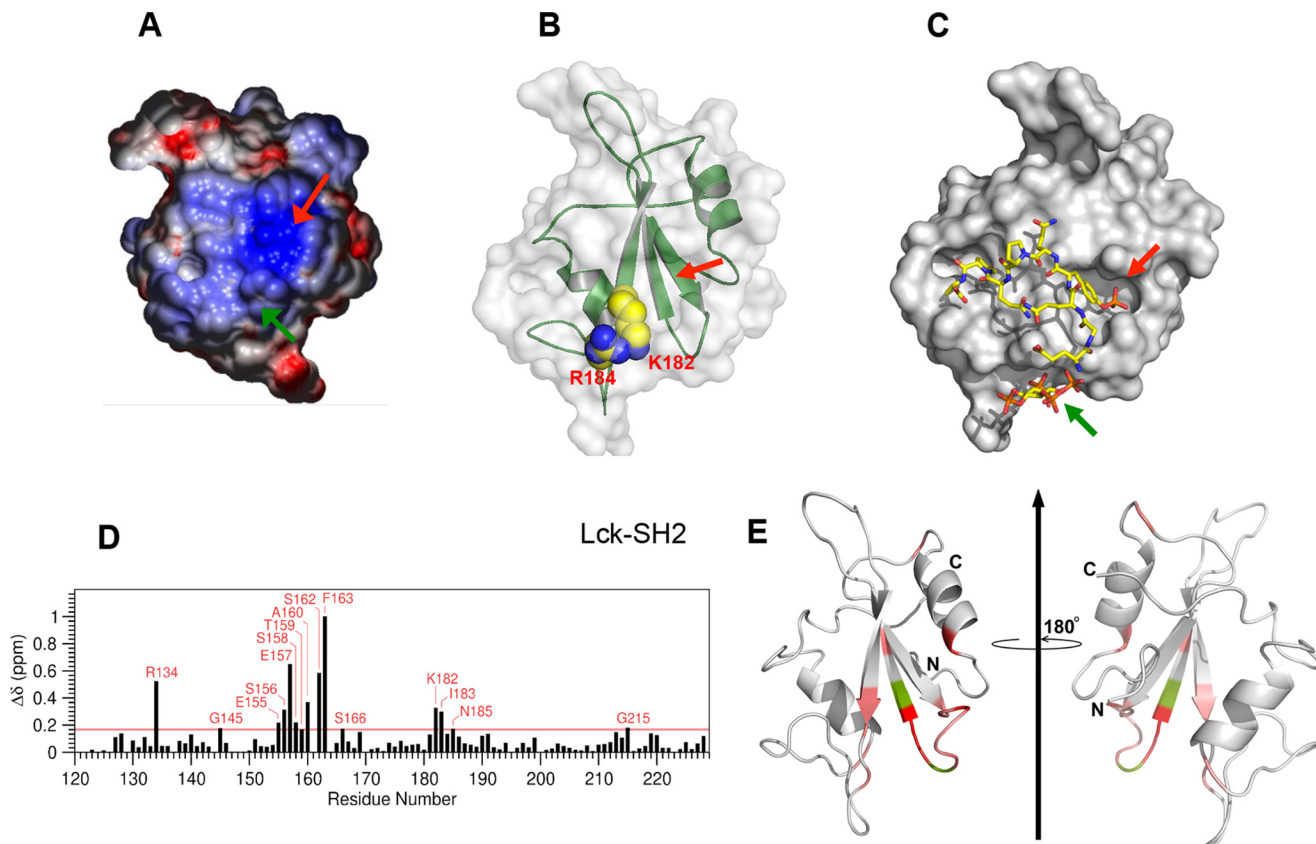 A
B
C
R184
K182
D
Lck-SH2
E
S162 F163
A160
T159
S158
E157
S156
E155
R134
G145
S166
K182
I183
N185
G215
Δδ (ppm)
1
0.8
0.6
0.4
0.2
0
120 130 140 150 160 170 180 190 200 210 220
Residue Number
C
N
180°
C
N